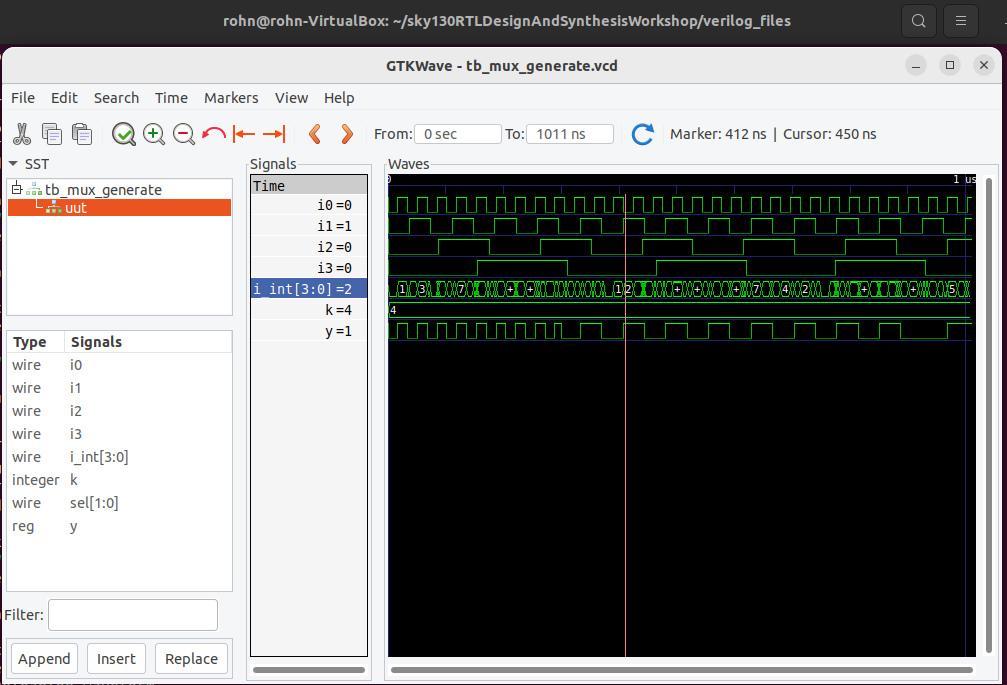 rohn@rohn-VirtualBox: ~/sky130RTLDesignAndSynthesisWorkshop/verilog_files
GTKWave - tb_mux_generate.vcd
File Edit Search Time Markers View Help
From: 0 sec To: 1011 ns Marker: 412 ns | Cursor: 450 ns
SST
tb_mux_generate
uut
Type Signals
wire i0
wire i1
wire i2
wire i3
wire i_int[3:0]
integer k
wire sel[1:0]
reg y
Filter:
Append Insert Replace
Signals
Time
i0=0
i1=1
i2=0
i3=0
i_int[3:0]=2
k=4
y=1
Waves
0 1 us
1 3 7 + + 1 2 + + + 7 4 2 + + 5
4